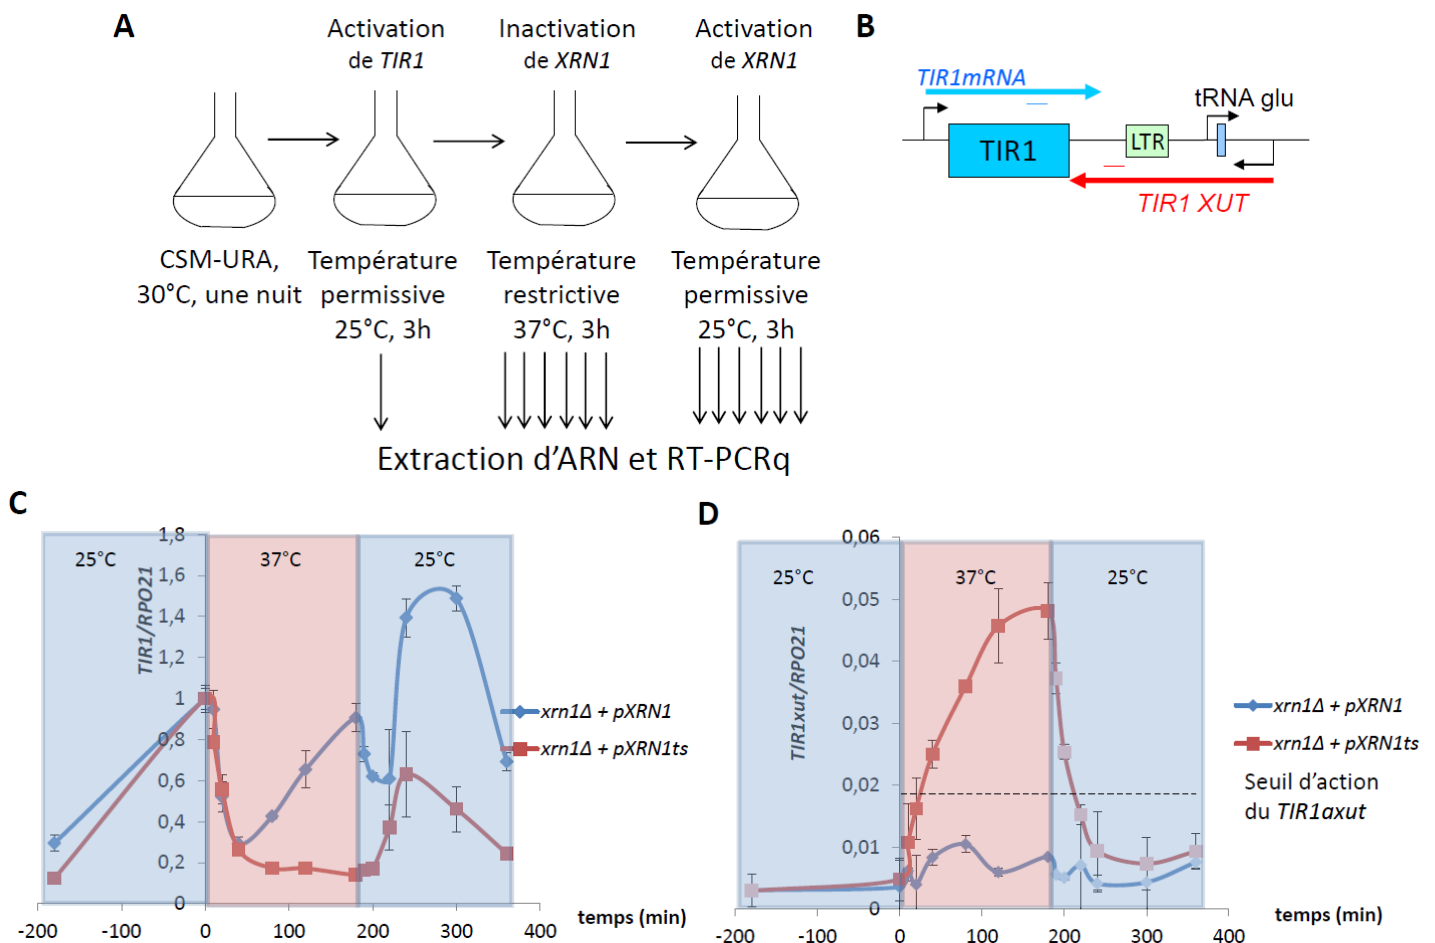 A
Activation
de TIR1
Inactivation
de XRN1
Activation
de XRN1
CSM-URA,
30°C, une nuit
Température
permissive
25°C, 3h
Température
restrictive
37°C, 3h
Température
permissive
25°C, 3h
Extraction d'ARN et RT-PCRq
B
TIR1mRNA
tRNA glu
TIR1
LTR
TIR1 XUT
C
1,8
1,6
1,4
1,2
1
0,8
0,6
0,4
0,2
0
TIR1/RPO21
25°C
37°C
25°C
xrn1Δ + pXRN1
xrn1Δ + pXRN1ts
-200
-100
0
100
200
300
400
temps (min)
D
0,06
0,05
0,04
0,03
0,02
0,01
0
TIR1xut/RPO21
25°C
37°C
25°C
xrn1Δ + pXRN1
xrn1Δ + pXRN1ts
Seuil d'action
du TIR1axut
-200
-100
0
100
200
300
400
temps (min)